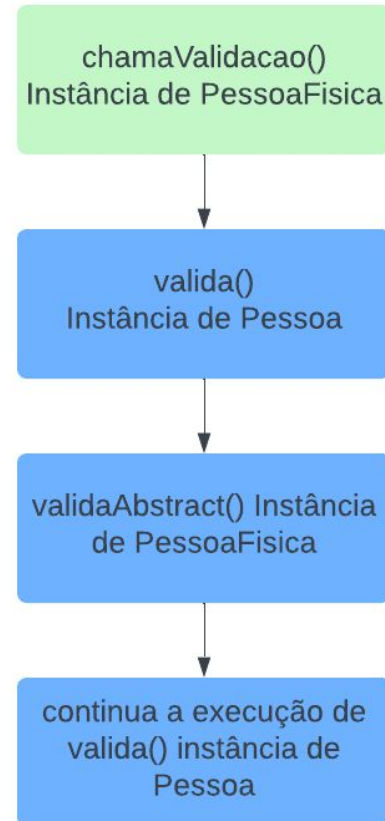 chamaValidacao()
Instância de PessoaFisica
valida()
Instância de Pessoa
validaAbstract() Instância
de PessoaFisica
continua a execução de
valida() instância de
Pessoa